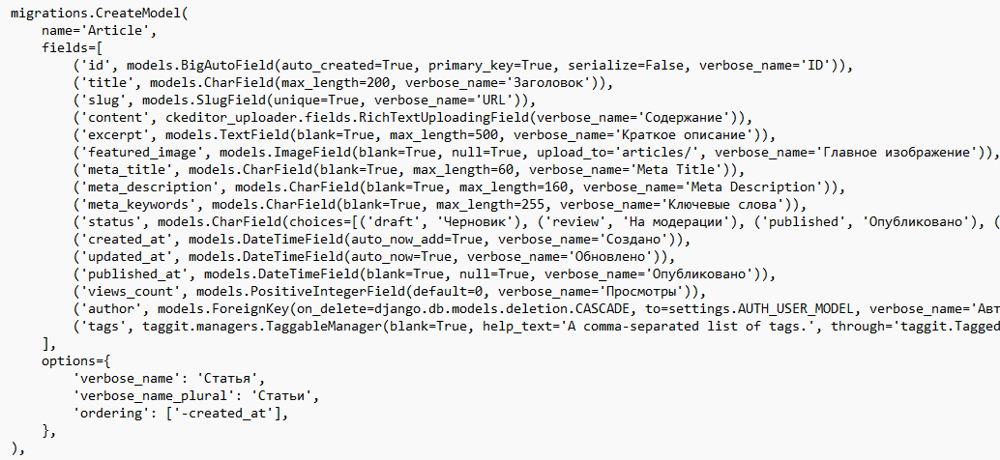 migrations.CreateModel(
    name='Article',
    fields=[
        ('id', models.BigAutoField(auto_created=True, primary_key=True, serialize=False, verbose_name='ID')),
        ('title', models.CharField(max_length=200, verbose_name='Заголовок')),
        ('slug', models.SlugField(unique=True, verbose_name='URL')),
        ('content', ckeditor_uploader.fields.RichTextUploadingField(verbose_name='Содержание')),
        ('excerpt', models.TextField(blank=True, max_length=500, verbose_name='Краткое описание')),
        ('featured_image', models.ImageField(blank=True, null=True, upload_to='articles/', verbose_name='Главное изображение')),
        ('meta_title', models.CharField(blank=True, max_length=60, verbose_name='Meta Title')),
        ('meta_description', models.CharField(blank=True, max_length=160, verbose_name='Meta Description')),
        ('meta_keywords', models.CharField(blank=True, max_length=255, verbose_name='Ключевые слова')),
        ('status', models.CharField(choices=[('draft', 'Черновик'), ('review', 'На модерации'), ('published', 'Опубликовано'), (
        ('created_at', models.DateTimeField(auto_now_add=True, verbose_name='Создано')),
        ('updated_at', models.DateTimeField(auto_now=True, verbose_name='Обновлено')),
        ('published_at', models.DateTimeField(blank=True, null=True, verbose_name='Опубликовано')),
        ('views_count', models.PositiveIntegerField(default=0, verbose_name='Просмотры')),
        ('author', models.ForeignKey(on_delete=django.db.models.deletion.CASCADE, to=settings.AUTH_USER_MODEL, verbose_name='Авт
        ('tags', taggit.managers.TaggableManager(blank=True, help_text='A comma-separated list of tags.', through='taggit.Tagged
    ],
    options={
        'verbose_name': 'Статья',
        'verbose_name_plural': 'Статьи',
        'ordering': ['-created_at'],
    },
),